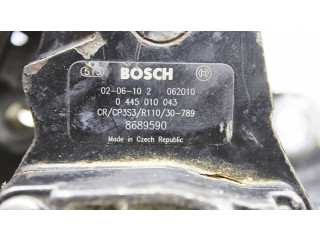 515 BOSCH
02-06-10 2 062010
0 445 010 043
CR/CP3S3/R110/30-789
8689590
Made in Czech Republic